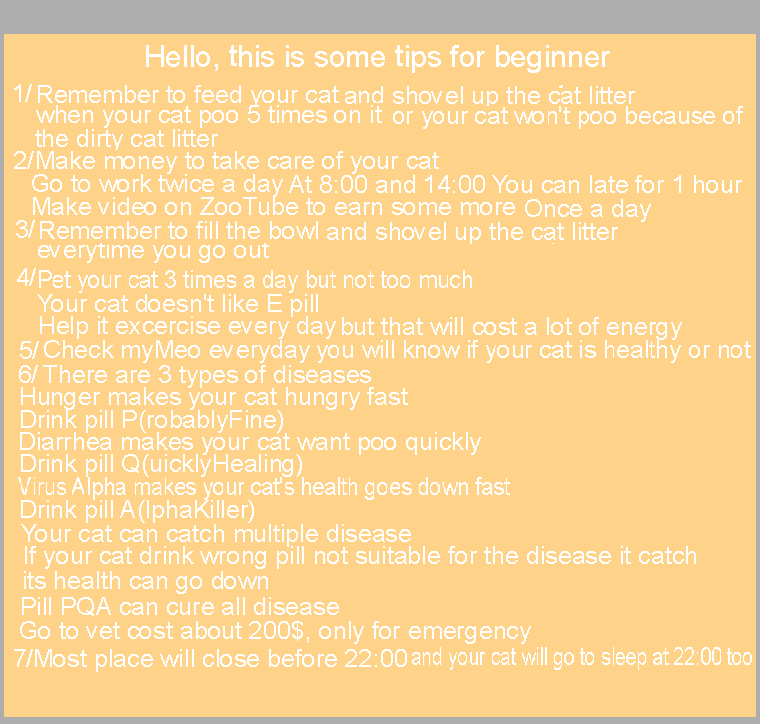 Hello, this is some tips for beginner
1/Remember to feed your cat and shovel up the cat litter
when your cat poo 5 times on it or your cat won't poo because of
the dirty cat litter
2/Make money to take care of your cat
Go to work twice a day At 8:00 and 14:00 You can late for 1 hour
Make video on ZooTube to earn some more Once a day
3/Remember to fill the bowl and shovel up the cat litter
everytime you go out
4/Pet your cat 3 times a day but not too much
Your cat doesn't like E pill
Help it excercise every day but that will cost a lot of energy
5/Check myMeo everyday you will know if your cat is healthy or not
6/There are 3 types of diseases
Hunger makes your cat hungry fast
Drink pill P(robablyFine)
Diarrhea makes your cat want poo quickly
Drink pill Q(uicklyHealing)
Virus Alpha makes your cat's health goes down fast
Drink pill A(lphaKiller)
Your cat can catch multiple disease
If your cat drink wrong pill not suitable for the disease it catch
its health can go down
Pill PQA can cure all disease
Go to vet cost about 200$, only for emergency
7/Most place will close before 22:00 and your cat will go to sleep at 22:00 too